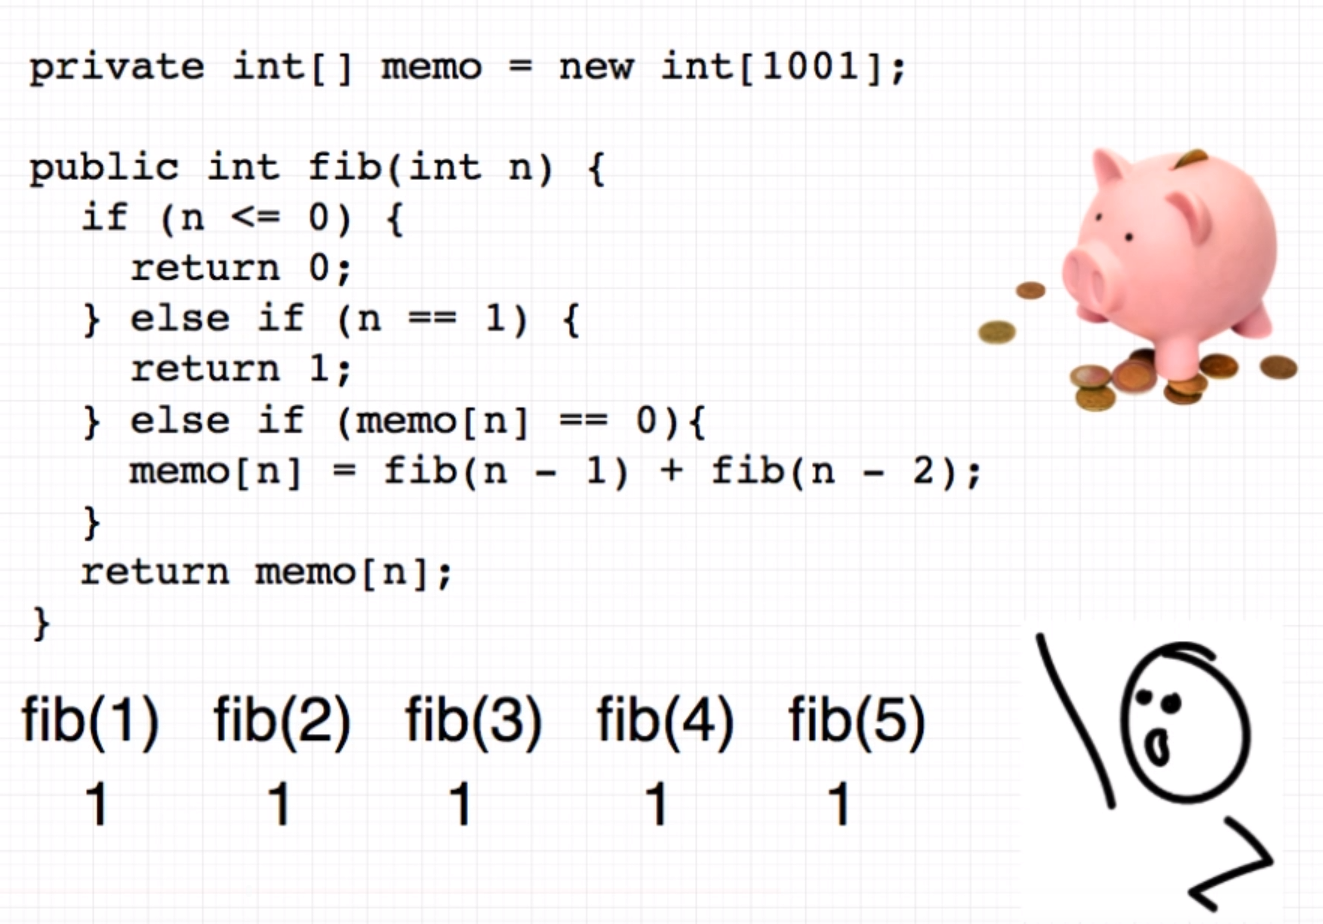 private int[] memo = new int[1001];
public int fib(int n) {
  if (n <= 0) {
    return 0;
  } else if (n == 1) {
    return 1;
  } else if (memo[n] == 0){
    memo[n] = fib(n - 1) + fib(n - 2);
  }
  return memo[n];
}
fib(1) fib(2) fib(3) fib(4) fib(5)
1 1 1 1 1